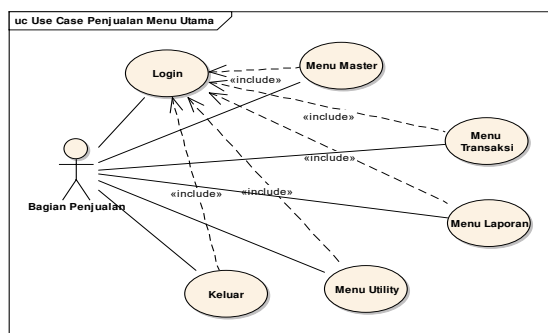 uc Use Case Penjualan Menu Utama
Login
Menu Master
«include»
«include»
Menu
Transaksi
«include»
Bagian Penjualan
«include»
«include»
Menu Laporan
Keluar
Menu Utility